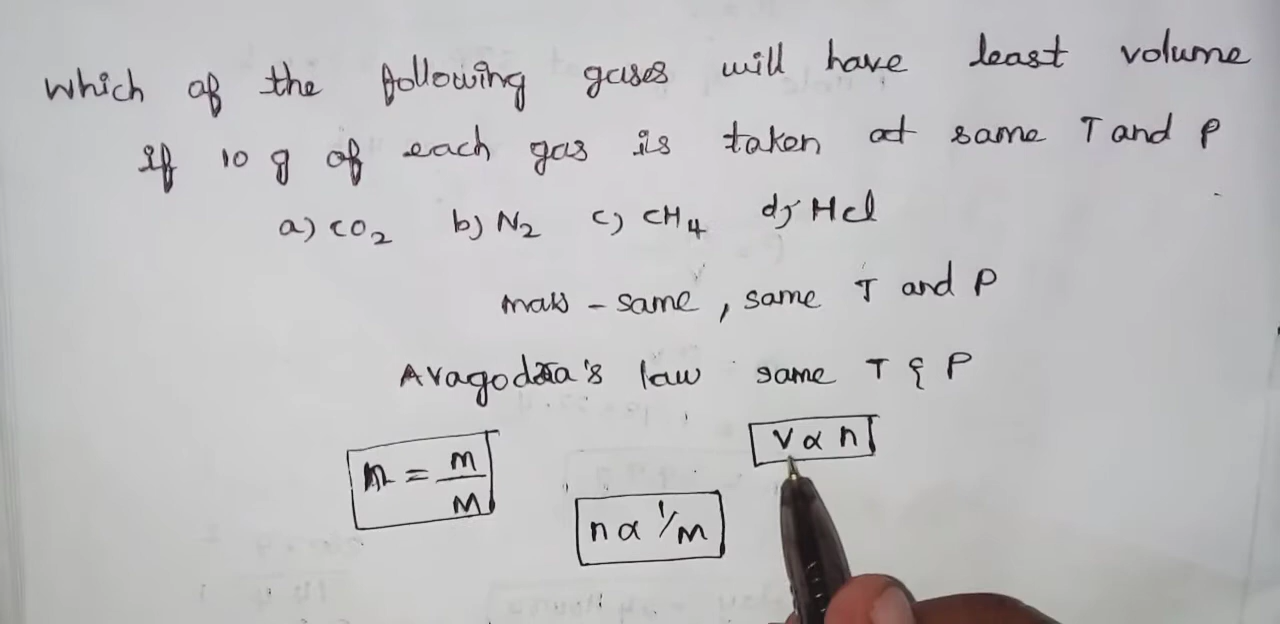 which of the following gases will have least volume
if 10 g of each gas is taken at same T and P
a) CO2 b) N2 c) CH4 d) Hcl
mass - same, same T and P
Avagodra's law same T & P
V ∝ n
n = m/M
n ∝ 1/M